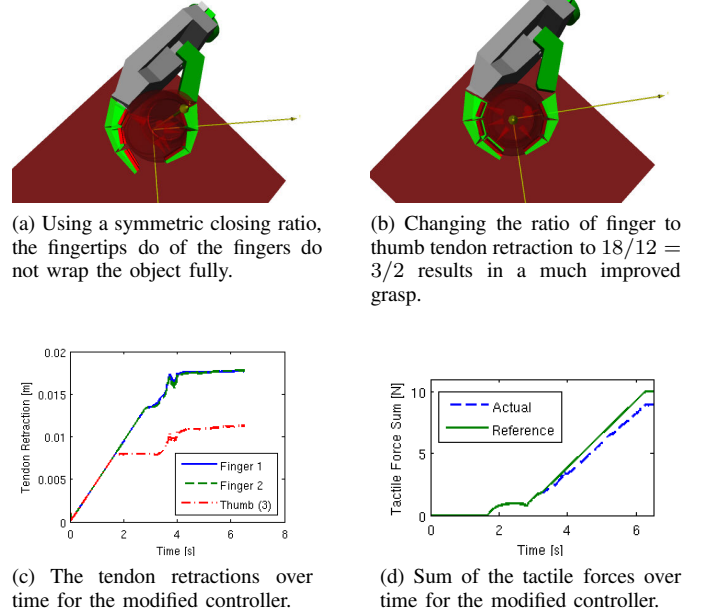 (a) Using a symmetric closing ratio,
the fingertips do of the fingers do
not wrap the object fully.
(b) Changing the ratio of finger to
thumb tendon retraction to 18/12 =
3/2 results in a much improved
grasp.
Tendon Retraction [m]
0.02
0.015
0.01
0.005
0
0 2 4 6 8
Time [s]
Finger 1
Finger 2
Thumb (3)
Tactile Force Sum [N]
10
5
0
0 2 4 6
Time [s]
Actual
Reference
(c) The tendon retractions over
time for the modified controller.
(d) Sum of the tactile forces over
time for the modified controller.